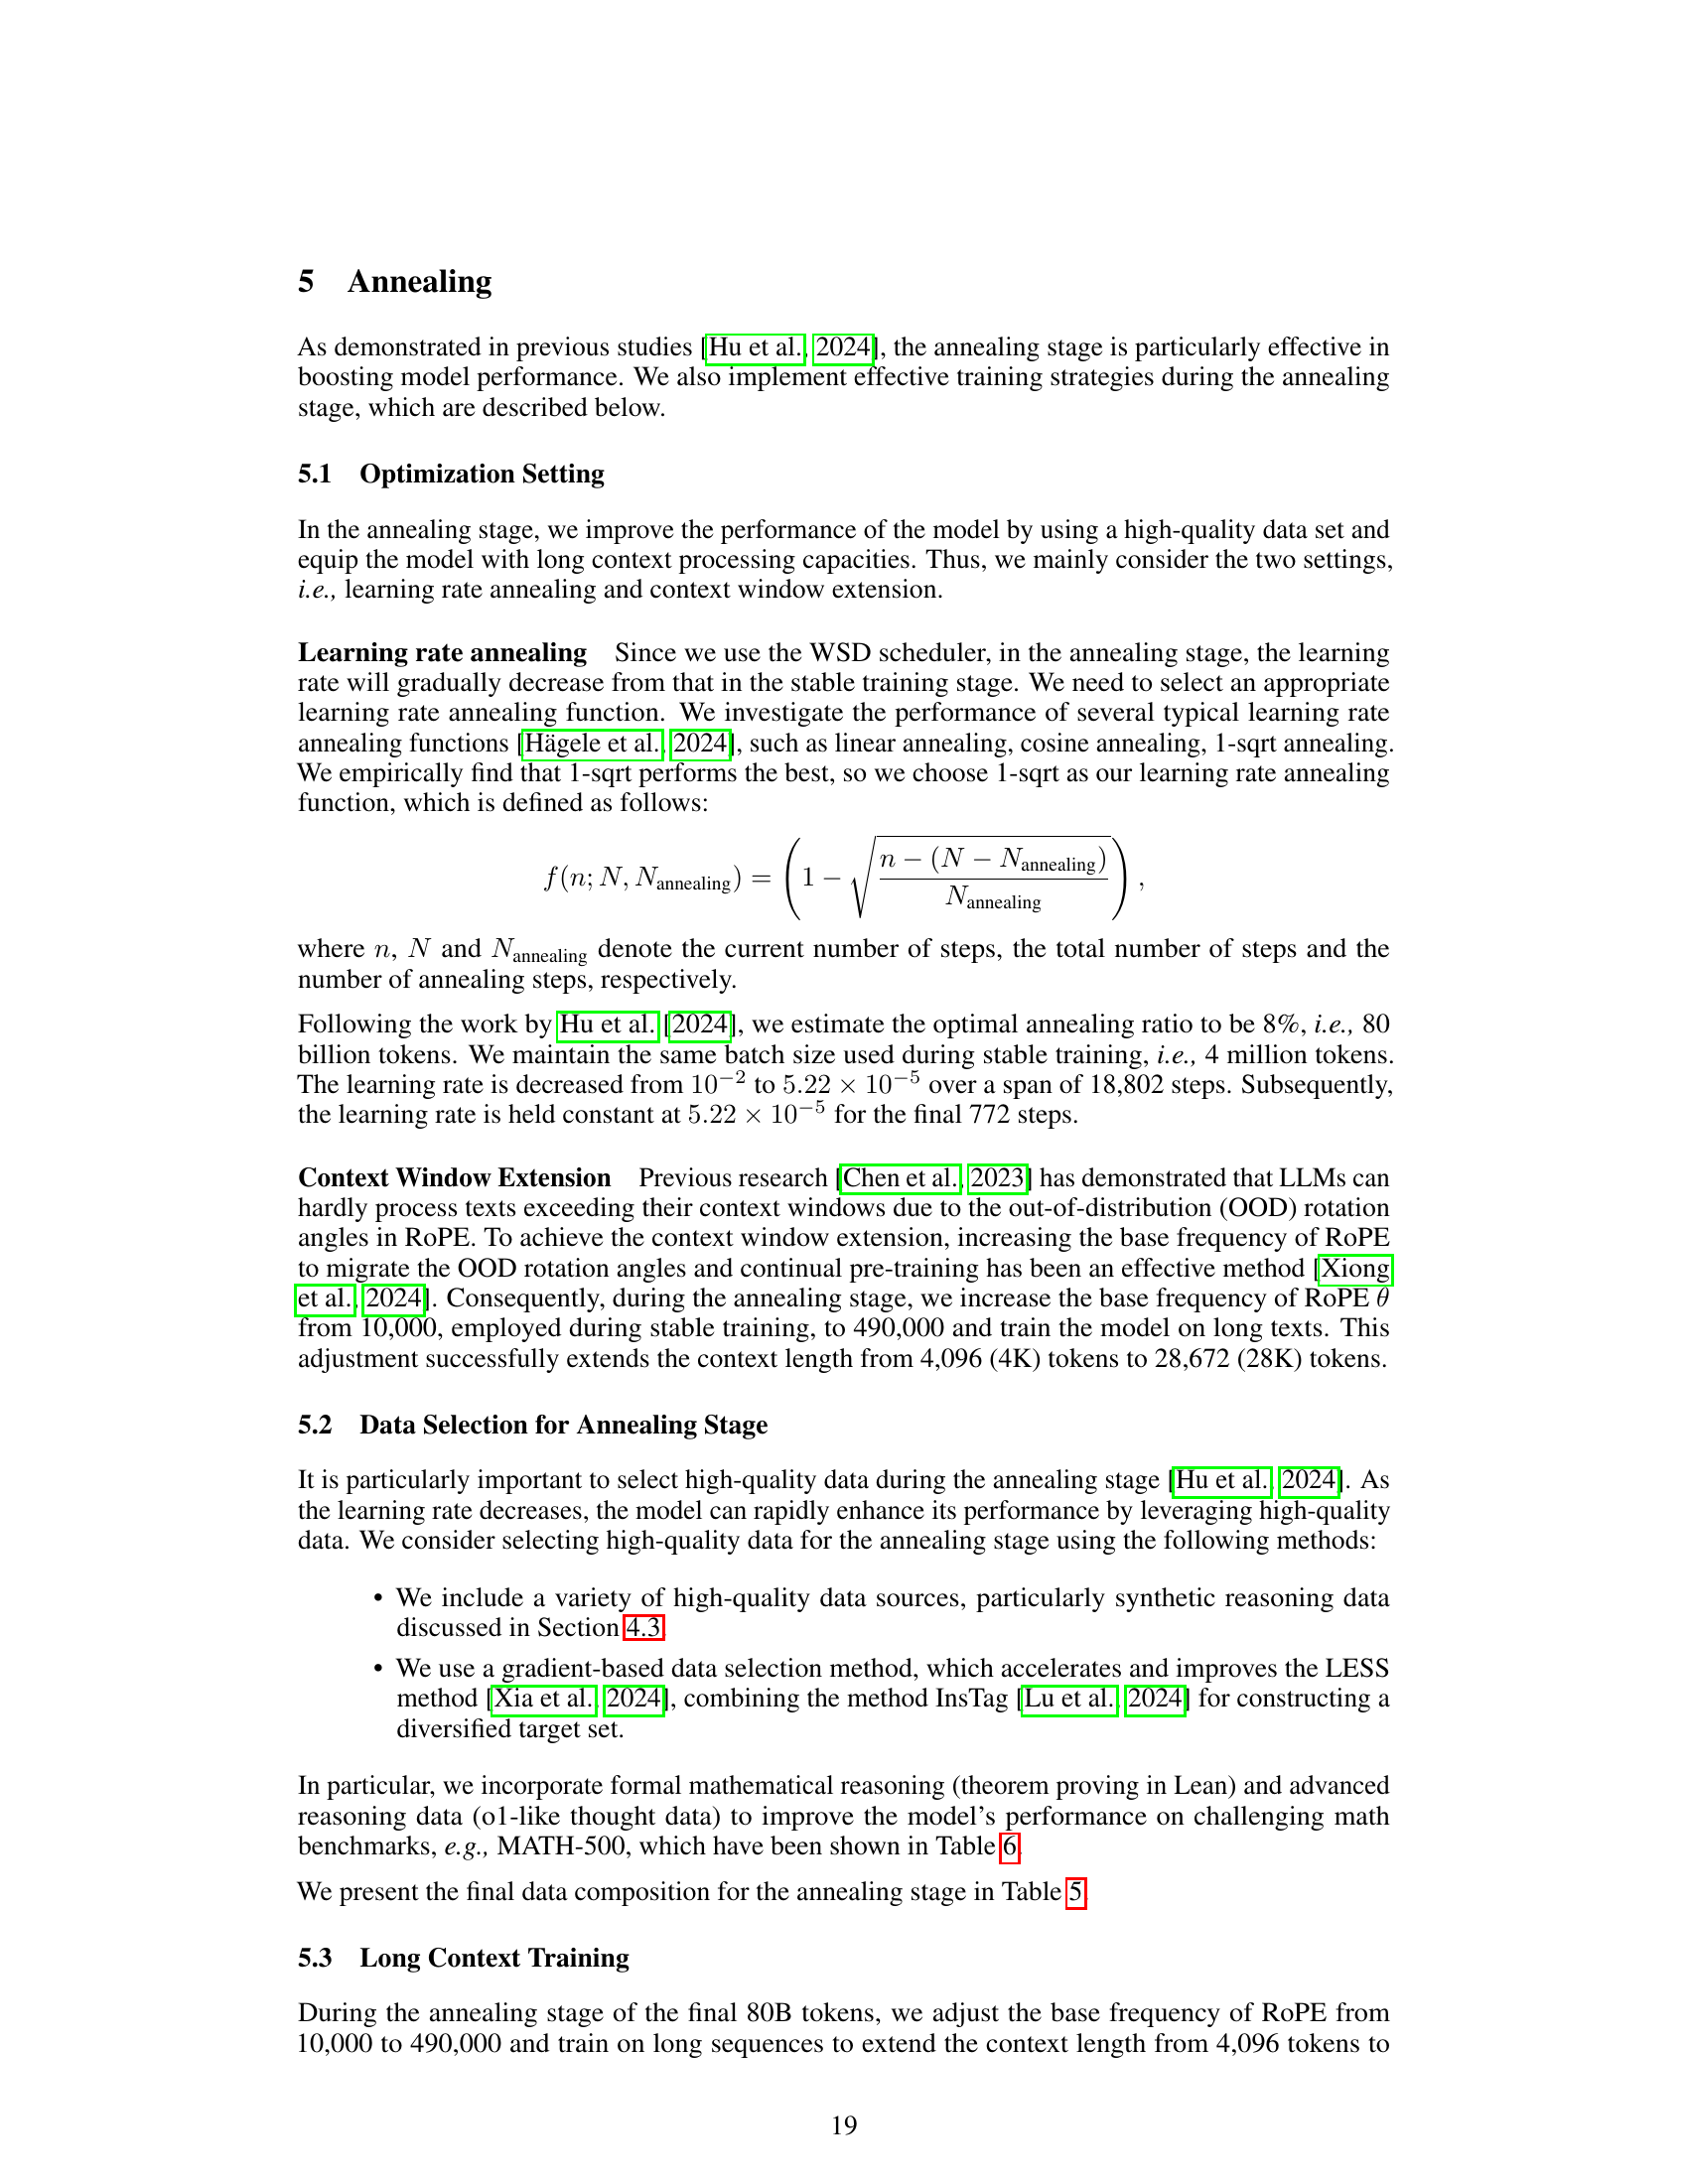 5 Annealing
As demonstrated in previous studies [Hu et al., 2024], the annealing stage is particularly effective in
boosting model performance. We also implement effective training strategies during the annealing
stage, which are described below.
5.1 Optimization Setting
In the annealing stage, we improve the performance of the model by using a high-quality data set and
equip the model with long context processing capacities. Thus, we mainly consider the two settings,
i.e., learning rate annealing and context window extension.
Learning rate annealing Since we use the WSD scheduler, in the annealing stage, the learning
rate will gradually decrease from that in the stable training stage. We need to select an appropriate
learning rate annealing function. We investigate the performance of several typical learning rate
annealing functions [Hägele et al., 2024], such as linear annealing, cosine annealing, 1-sqrt annealing.
We empirically find that 1-sqrt performs the best, so we choose 1-sqrt as our learning rate annealing
function, which is defined as follows:
f(n; N, N_annealing) = (1 − √((n − (N − N_annealing)) / N_annealing)),
where n, N and N_annealing denote the current number of steps, the total number of steps and the
number of annealing steps, respectively.
Following the work by Hu et al. [2024], we estimate the optimal annealing ratio to be 8%, i.e., 80
billion tokens. We maintain the same batch size used during stable training, i.e., 4 million tokens.
The learning rate is decreased from 10⁻² to 5.22 × 10⁻⁵ over a span of 18,802 steps. Subsequently,
the learning rate is held constant at 5.22 × 10⁻⁵ for the final 772 steps.
Context Window Extension Previous research [Chen et al., 2023] has demonstrated that LLMs can
hardly process texts exceeding their context windows due to the out-of-distribution (OOD) rotation
angles in RoPE. To achieve the context window extension, increasing the base frequency of RoPE
to migrate the OOD rotation angles and continual pre-training has been an effective method [Xiong
et al., 2024]. Consequently, during the annealing stage, we increase the base frequency of RoPE θ
from 10,000, employed during stable training, to 490,000 and train the model on long texts. This
adjustment successfully extends the context length from 4,096 (4K) tokens to 28,672 (28K) tokens.
5.2 Data Selection for Annealing Stage
It is particularly important to select high-quality data during the annealing stage [Hu et al., 2024]. As
the learning rate decreases, the model can rapidly enhance its performance by leveraging high-quality
data. We consider selecting high-quality data for the annealing stage using the following methods:
• We include a variety of high-quality data sources, particularly synthetic reasoning data
discussed in Section 4.3.
• We use a gradient-based data selection method, which accelerates and improves the LESS
method [Xia et al., 2024], combining the method InsTag [Lu et al., 2024] for constructing a
diversified target set.
In particular, we incorporate formal mathematical reasoning (theorem proving in Lean) and advanced
reasoning data (o1-like thought data) to improve the model's performance on challenging math
benchmarks, e.g., MATH-500, which have been shown in Table 6.
We present the final data composition for the annealing stage in Table 5.
5.3 Long Context Training
During the annealing stage of the final 80B tokens, we adjust the base frequency of RoPE from
10,000 to 490,000 and train on long sequences to extend the context length from 4,096 tokens to
19